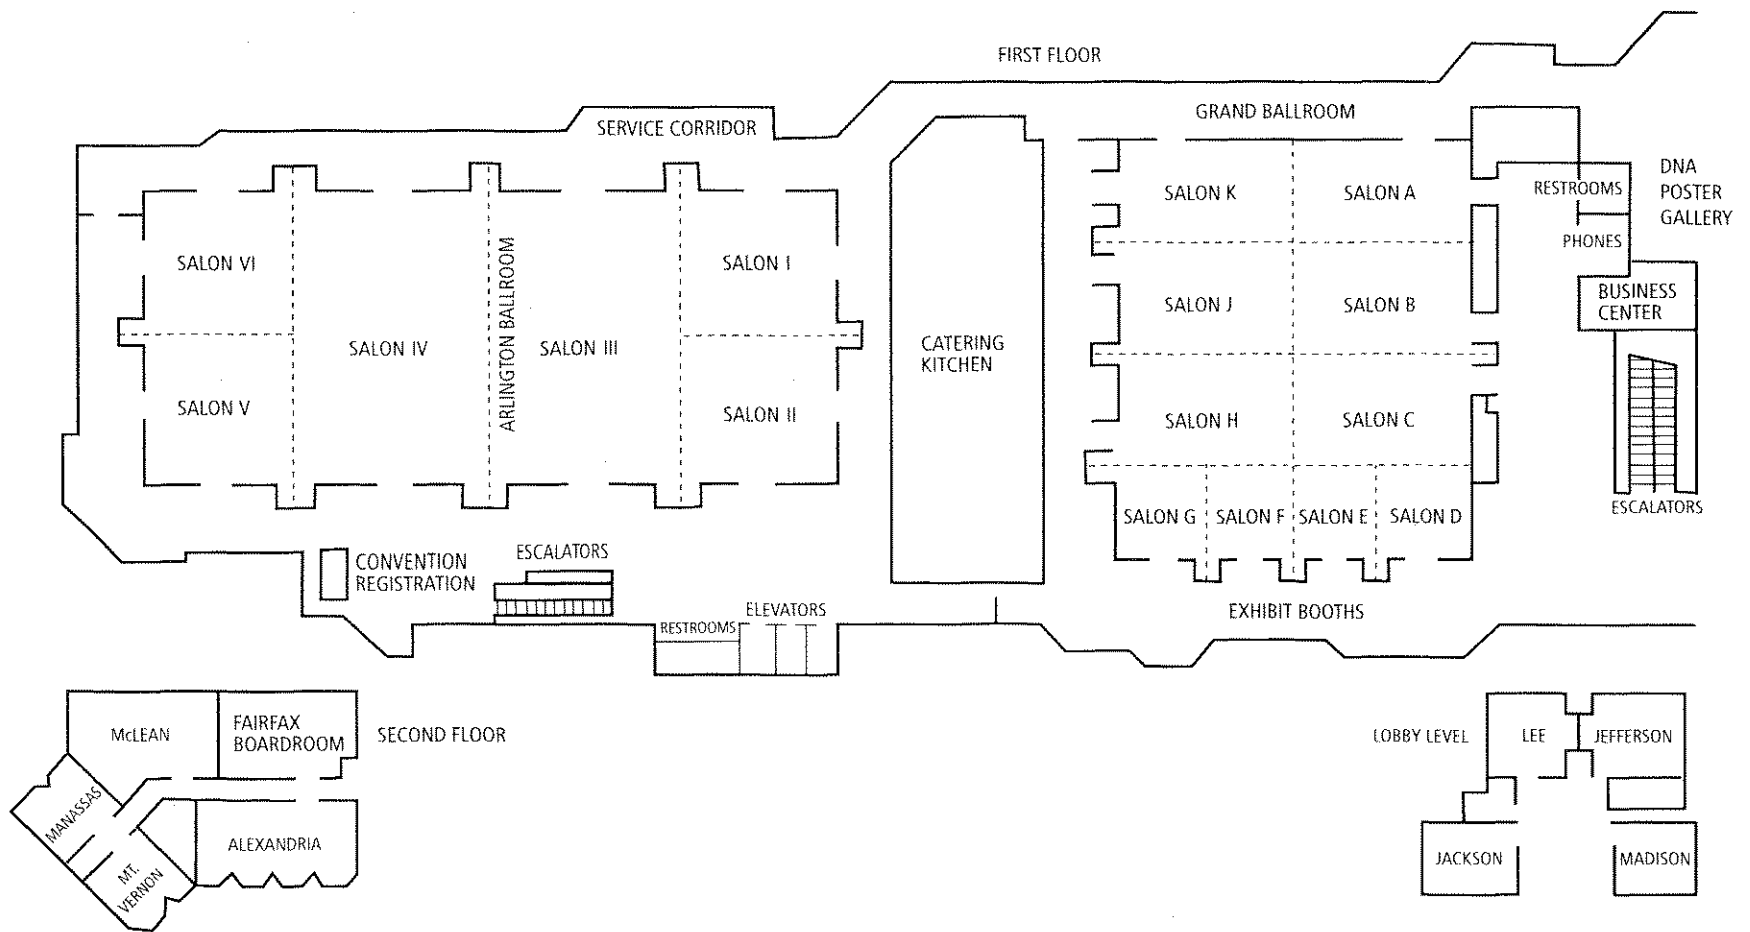 FIRST FLOOR
GRAND BALLROOM
SERVICE CORRIDOR
SALON VI
SALON I
SALON IV
ARLINGTON BALLROOM
SALON III
SALON V
SALON II
CATERING
KITCHEN
SALON K
SALON A
SALON J
SALON B
SALON H
SALON C
SALON G
SALON F
SALON E
SALON D
RESTROOMS
DNA
POSTER
GALLERY
PHONES
BUSINESS
CENTER
ESCALATORS
CONVENTION
REGISTRATION
ESCALATORS
RESTROOMS
ELEVATORS
EXHIBIT BOOTHS
McLEAN
FAIRFAX
BOARDROOM
SECOND FLOOR
MANASSAS
MT.
VERNON
ALEXANDRIA
LOBBY LEVEL
LEE
JEFFERSON
JACKSON
MADISON